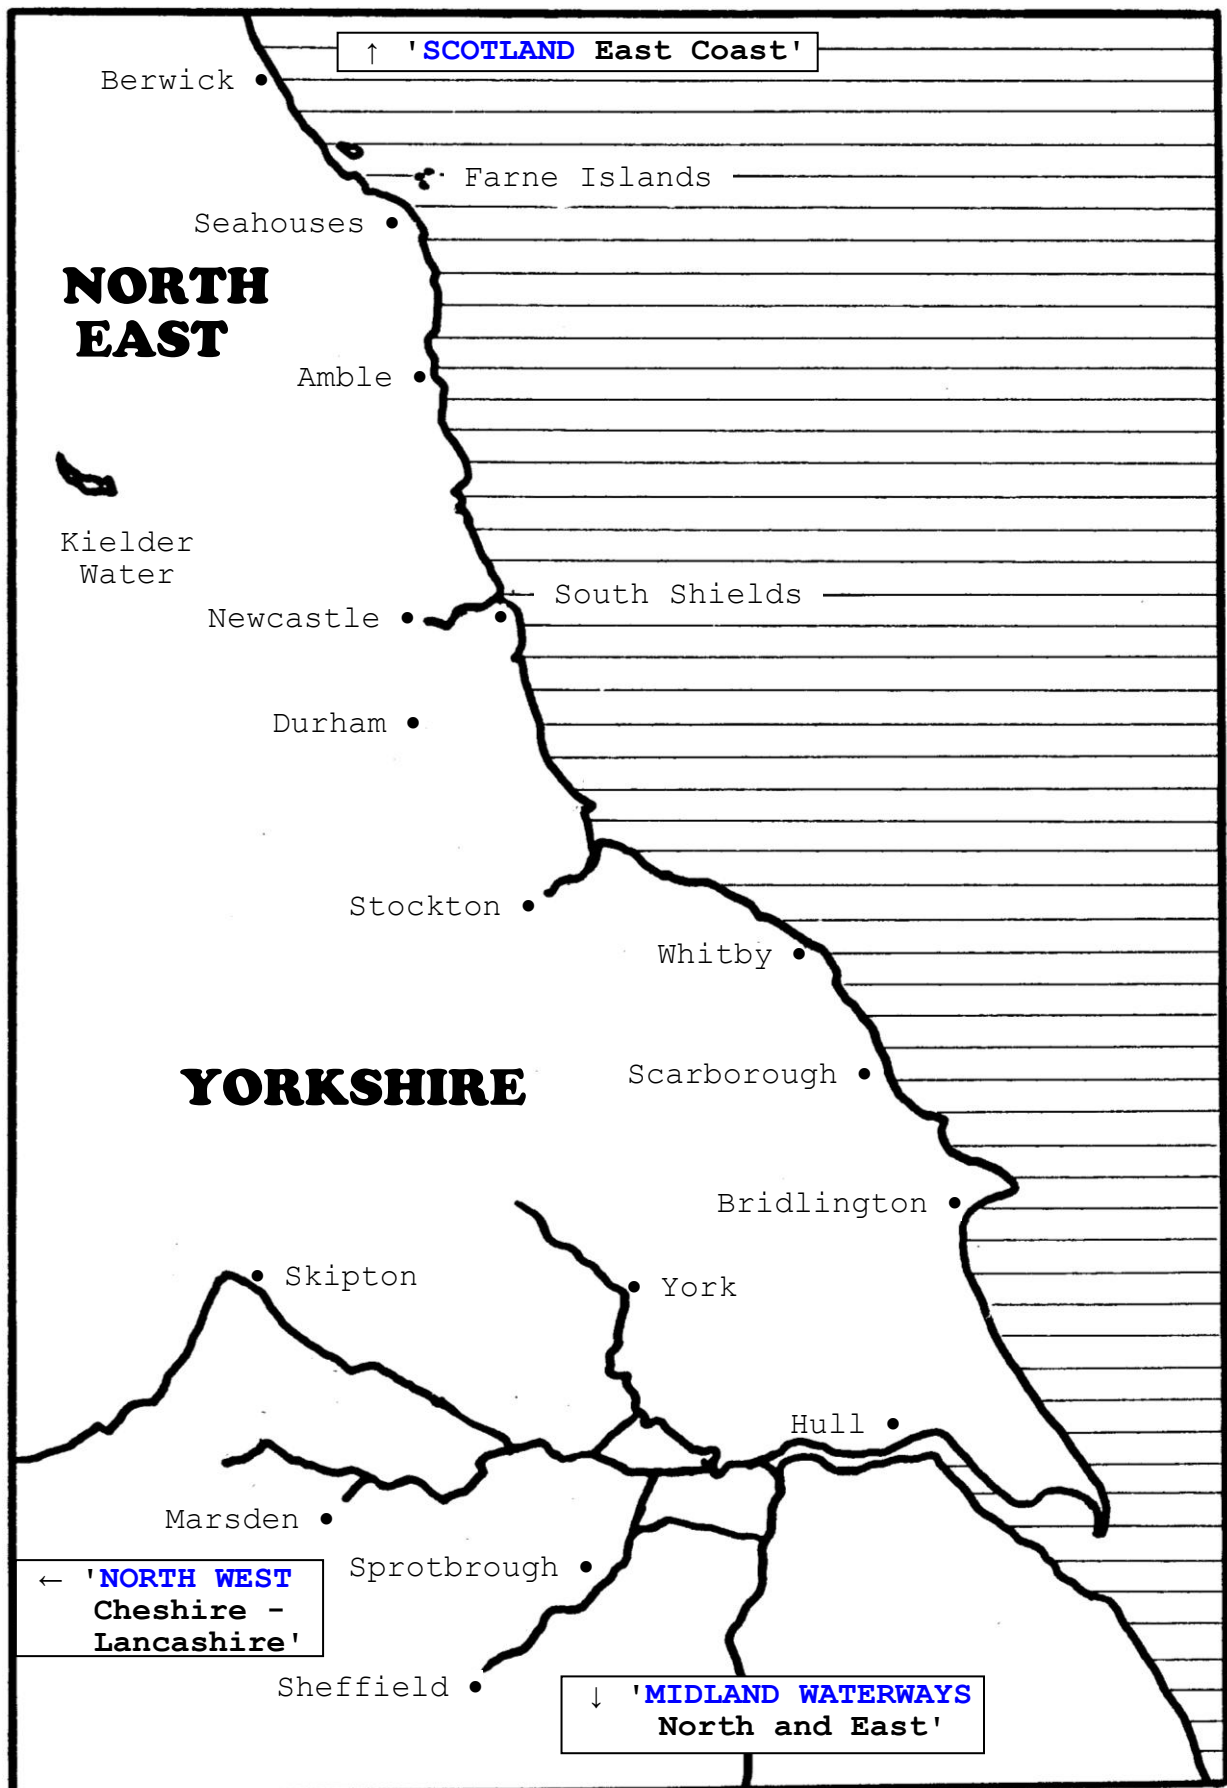 ↑ 'SCOTLAND East Coast'
Berwick
Farne Islands
Seahouses
NORTH
EAST
Amble
Kielder
Water
South Shields
Newcastle
Durham
Stockton
Whitby
YORKSHIRE
Scarborough
Bridlington
Skipton
York
Hull
Marsden
Sprotbrough
← 'NORTH WEST
Cheshire -
Lancashire'
Sheffield
↓ 'MIDLAND WATERWAYS
North and East'